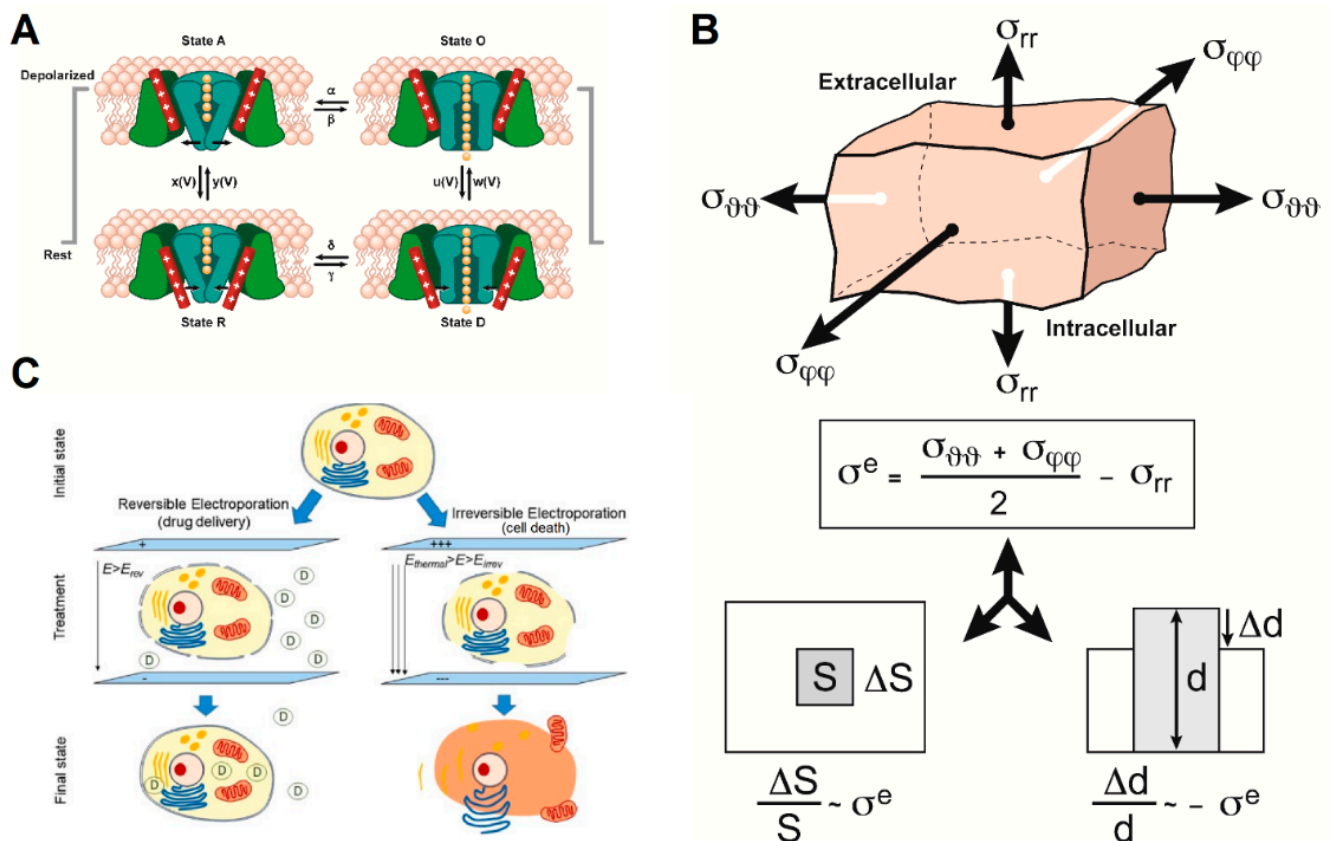 A
State A
State O
Depolarized
α
β
x(V)
y(V)
u(V)
w(V)
Rest
δ
γ
State R
State D
B
σrr
σφφ
Extracellular
σϑϑ
σϑϑ
Intracellular
σφφ
σrr
σe = σϑϑ + σφφ / 2 - σrr
S
ΔS
Δd
d
ΔS/S ~ σe
Δd/d ~ - σe
C
Initial state
Reversible Electroporation
(drug delivery)
Irreversible Electroporation
(cell death)
+
+++
Treatment
E>Erev
Ethermal>E>Eirrev
D
D
D
D
D
D
D
-
---
Final state
D
D
D
D
D